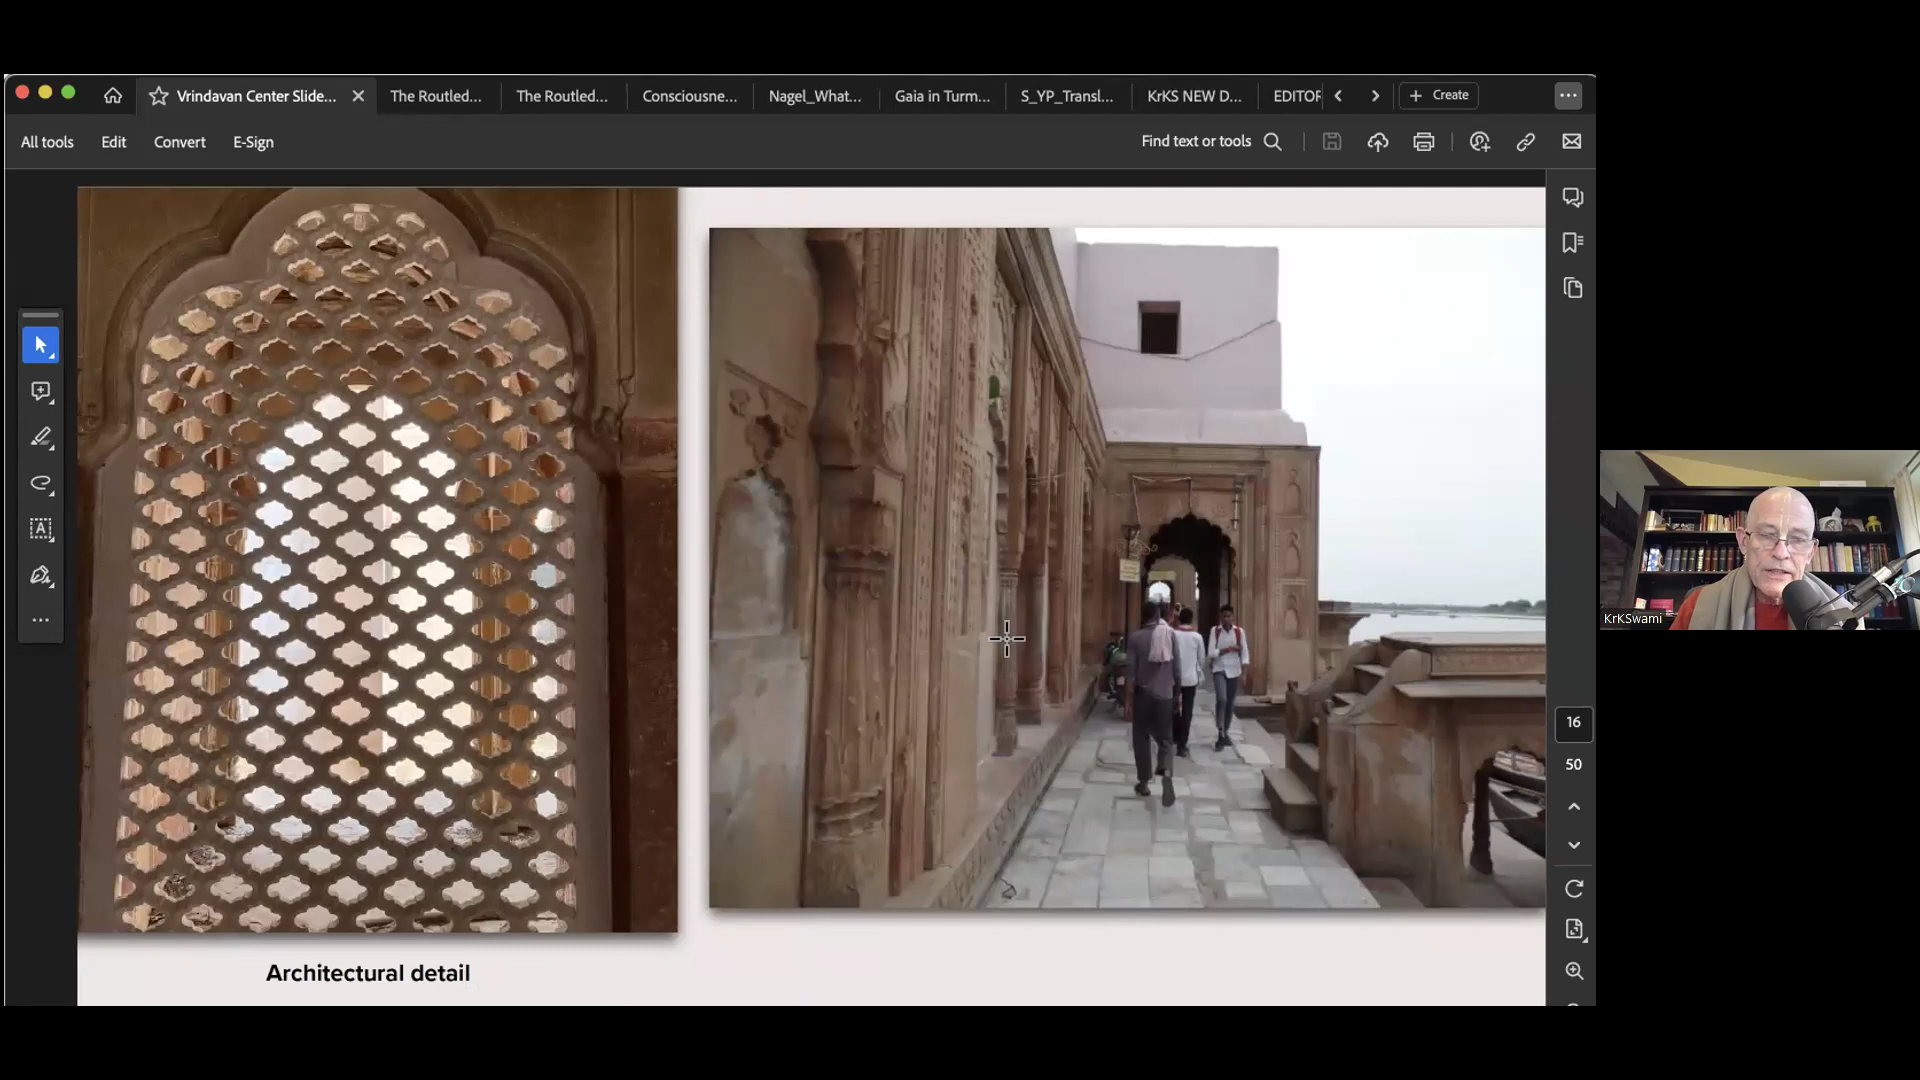 Vrindavan Center Slide...
The Routled...
The Routled...
Consciousne...
Nagel_What...
Gaia in Turm...
S_YP_Transl...
KrKS NEW D...
EDITOR
Create
All tools
Edit
Convert
E-Sign
Find text or tools
16
50
KrKSwami
Architectural detail